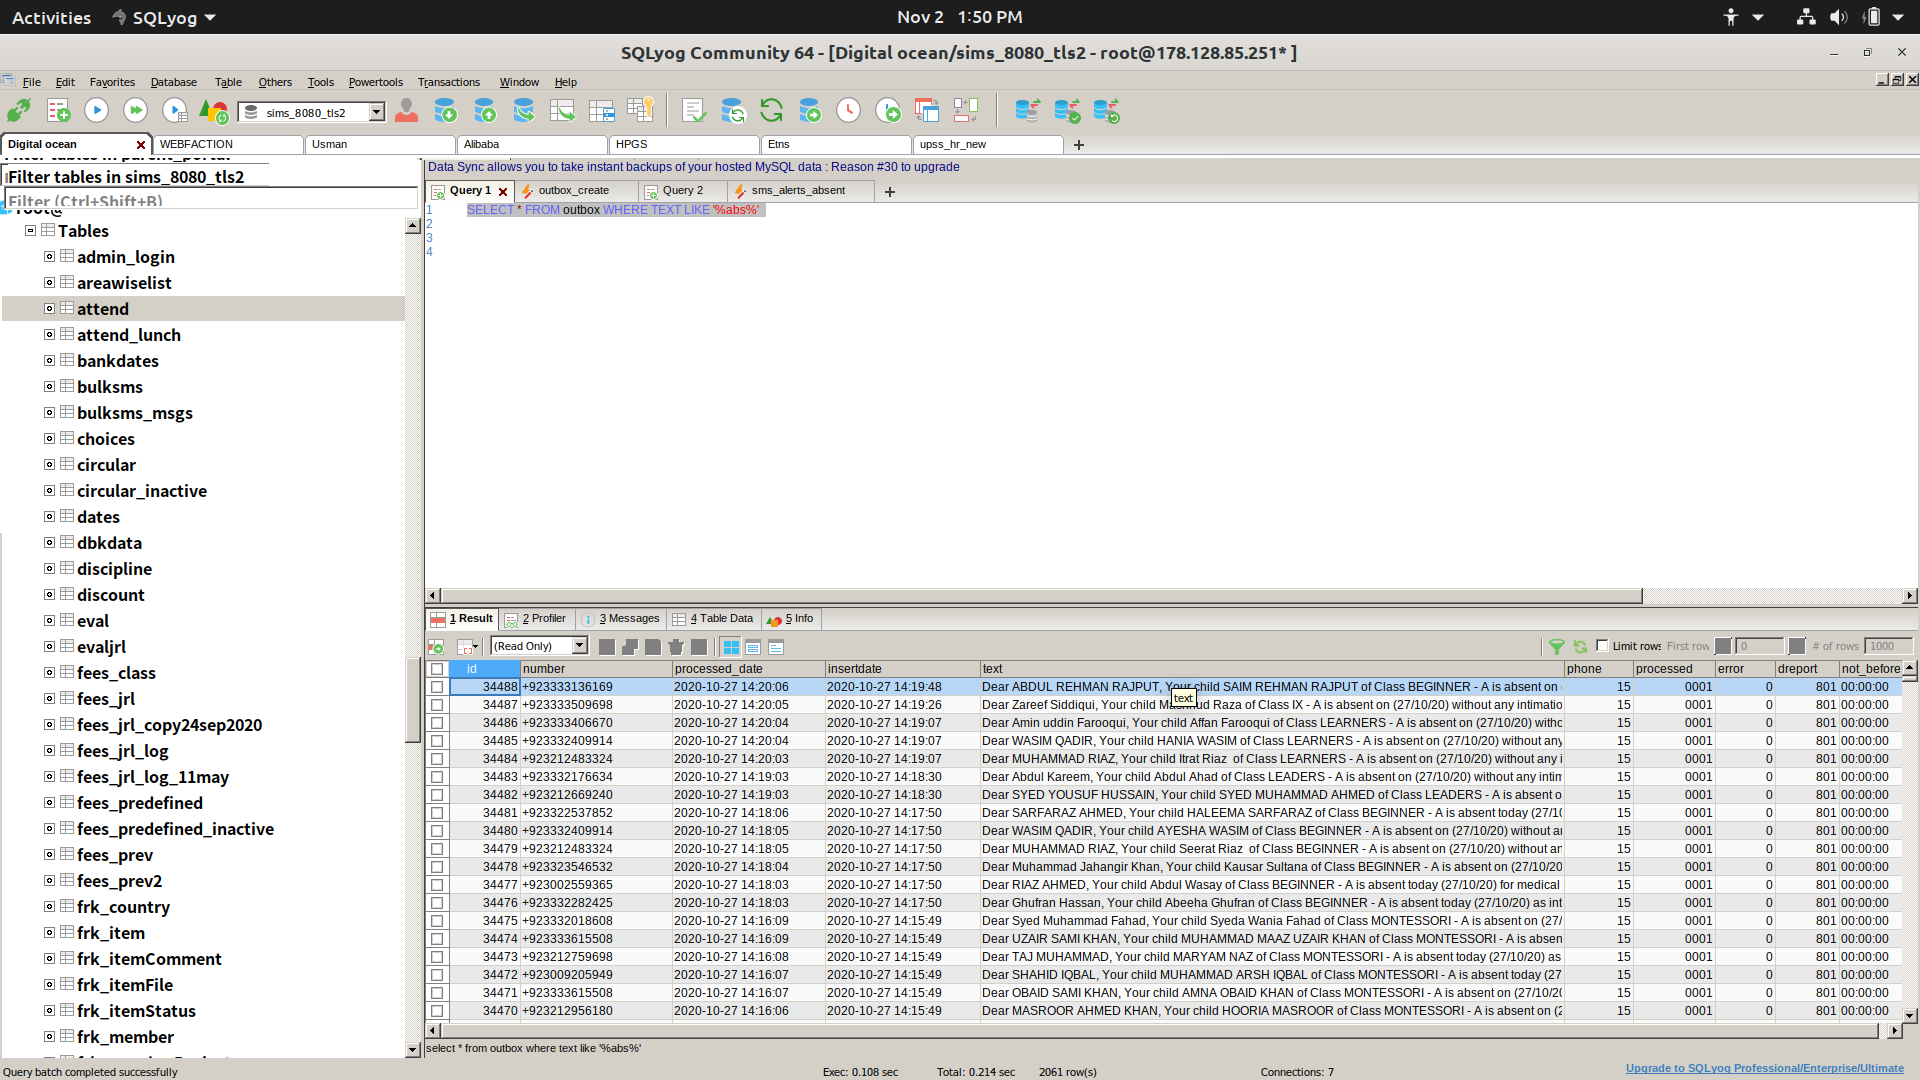 Activities SQLyog Nov 2 1:50 PM
SQLyog Community 64 - [Digital ocean/sims_8080_tls2 - root@178.128.85.251* ]
File Edit Favorites Database Table Others Tools Powertools Transactions Window Help
sims_8080_tls2
Digital ocean WEBFACTION Usman Alibaba HPGS Etns upss_hr_new
Filter tables in parent_portal
Filter tables in sims_8080_tls2
Filter (Ctrl+Shift+B)
root@
Tables
admin_login
areawiselist
attend
attend_lunch
bankdates
bulksms
bulksms_msgs
choices
circular
circular_inactive
dates
dbkdata
discipline
discount
eval
evaljrl
fees_class
fees_jrl
fees_jrl_copy24sep2020
fees_jrl_log
fees_jrl_log_11may
fees_predefined
fees_predefined_inactive
fees_prev
fees_prev2
frk_country
frk_item
frk_itemComment
frk_itemFile
frk_itemStatus
frk_member
Data Sync allows you to take instant backups of your hosted MySQL data : Reason #30 to upgrade
Query 1 outbox_create Query 2 sms_alerts_absent
1 SELECT * FROM outbox WHERE TEXT LIKE '%abs%'
2
3
4
1 Result 2 Profiler 3 Messages 4 Table Data 5 Info
(Read Only) Limit rows First row 0 # of rows 1000
id number processed_date insertdate text phone processed error dreport not_before
34488 +923333136169 2020-10-27 14:20:06 2020-10-27 14:19:48 Dear ABDUL REHMAN RAJPUT, Your child SAIM REHMAN RAJPUT of Class BEGINNER - A is absent on 15 0001 0 801 00:00:00
text
34487 +923333509698 2020-10-27 14:20:05 2020-10-27 14:19:26 Dear Zareef Siddiqui, Your child Raza of Class IX - A is absent on (27/10/20) without any intimatio 15 0001 0 801 00:00:00
34486 +923333406670 2020-10-27 14:20:04 2020-10-27 14:19:07 Dear Amin uddin Farooqui, Your child Affan Farooqui of Class LEARNERS - A is absent on (27/10/20) withc 15 0001 0 801 00:00:00
34485 +923332409914 2020-10-27 14:20:04 2020-10-27 14:19:07 Dear WASIM QADIR, Your child HANIA WASIM of Class LEARNERS - A is absent on (27/10/20) without any 15 0001 0 801 00:00:00
34484 +923212483324 2020-10-27 14:20:03 2020-10-27 14:19:07 Dear MUHAMMAD RIAZ, Your child Itrat Riaz of Class LEARNERS - A is absent on (27/10/20) without any i 15 0001 0 801 00:00:00
34483 +923332176634 2020-10-27 14:19:03 2020-10-27 14:18:30 Dear Abdul Kareem, Your child Abdul Ahad of Class LEADERS - A is absent on (27/10/20) without any intim 15 0001 0 801 00:00:00
34482 +923212669240 2020-10-27 14:19:03 2020-10-27 14:18:30 Dear SYED YOUSUF HUSSAIN, Your child SYED MUHAMMAD AHMED of Class LEADERS - A is absent o 15 0001 0 801 00:00:00
34481 +923322537852 2020-10-27 14:18:06 2020-10-27 14:17:50 Dear SARFARAZ AHMED, Your child HALEEMA SARFARAZ of Class BEGINNER - A is absent today (27/10 15 0001 0 801 00:00:00
34480 +923332409914 2020-10-27 14:18:05 2020-10-27 14:17:50 Dear WASIM QADIR, Your child AYESHA WASIM of Class BEGINNER - A is absent on (27/10/20) without ar 15 0001 0 801 00:00:00
34479 +923212483324 2020-10-27 14:18:05 2020-10-27 14:17:50 Dear MUHAMMAD RIAZ, Your child Seerat Riaz of Class BEGINNER - A is absent on (27/10/20) without an 15 0001 0 801 00:00:00
34478 +923323546532 2020-10-27 14:18:04 2020-10-27 14:17:50 Dear Muhammad Jahangir Khan, Your child Kausar Sultana of Class BEGINNER - A is absent on (27/10/20 15 0001 0 801 00:00:00
34477 +923002559365 2020-10-27 14:18:03 2020-10-27 14:17:50 Dear RIAZ AHMED, Your child Abdul Wasay of Class BEGINNER - A is absent today (27/10/20) for medical 15 0001 0 801 00:00:00
34476 +923332282425 2020-10-27 14:18:03 2020-10-27 14:17:50 Dear Ghufran Hassan, Your child Abeeha Ghufran of Class BEGINNER - A is absent today (27/10/20) as int 15 0001 0 801 00:00:00
34475 +923332018608 2020-10-27 14:16:09 2020-10-27 14:15:49 Dear Syed Muhammad Fahad, Your child Syeda Wania Fahad of Class MONTESSORI - A is absent on (27/ 15 0001 0 801 00:00:00
34474 +923333615508 2020-10-27 14:16:09 2020-10-27 14:15:49 Dear UZAIR SAMI KHAN, Your child MUHAMMAD MAAZ UZAIR KHAN of Class MONTESSORI - A is absen 15 0001 0 801 00:00:00
34473 +923212759698 2020-10-27 14:16:08 2020-10-27 14:15:49 Dear TAJ MUHAMMAD, Your child MARYAM NAZ of Class MONTESSORI - A is absent today (27/10/20) as 15 0001 0 801 00:00:00
34472 +923009205949 2020-10-27 14:16:07 2020-10-27 14:15:49 Dear SHAHID IQBAL, Your child MUHAMMAD ARSH IQBAL of Class MONTESSORI - A is absent today (27 15 0001 0 801 00:00:00
34471 +923333615508 2020-10-27 14:16:07 2020-10-27 14:15:49 Dear OBAID SAMI KHAN, Your child AMNA OBAID KHAN of Class MONTESSORI - A is absent on (27/10/2( 15 0001 0 801 00:00:00
34470 +923212956180 2020-10-27 14:16:06 2020-10-27 14:15:49 Dear MASROOR AHMED KHAN, Your child HOORIA MASROOR of Class MONTESSORI - A is absent on (2 15 0001 0 801 00:00:00
select * from outbox where text like '%abs%'
Query batch completed successfully Exec: 0.108 sec Total: 0.214 sec 2061 row(s) Connections: 7 Upgrade to SQLyog Professional/Enterprise/Ultimate